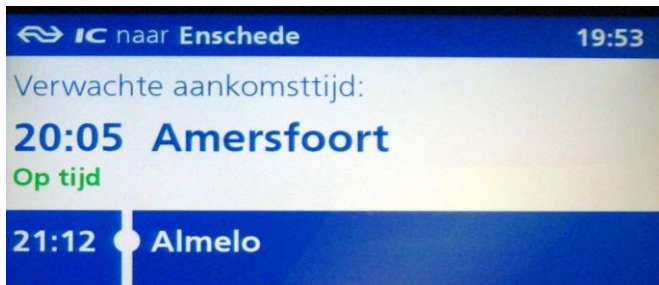 IC naar Enschede 19:53
Verwachte aankomsttijd:
20:05 Amersfoort
Op tijd
21:12 Almelo